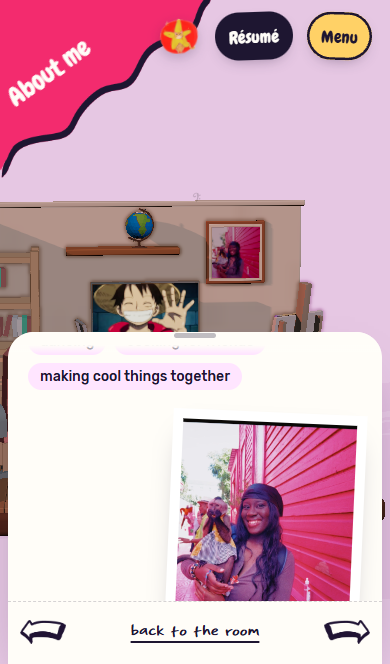 About me
Résumé
Menu
making cool things together
back to the room